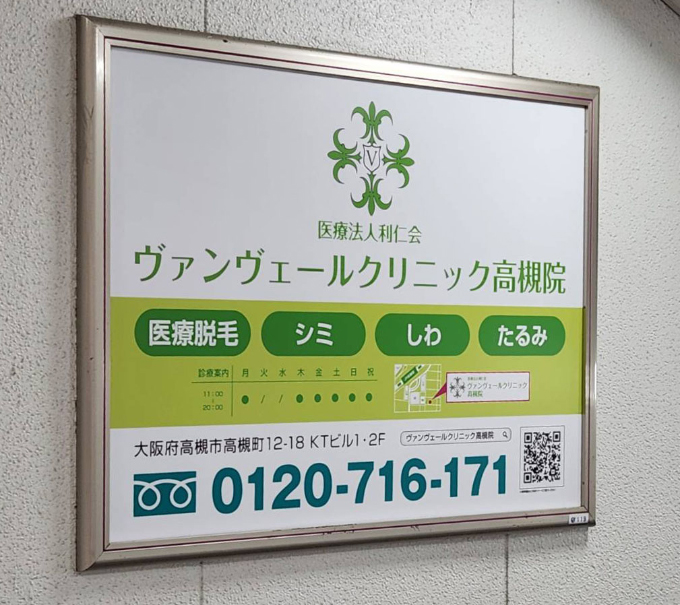 V
医療法人利仁会
ヴァンヴェールクリニック高槻院
医療脱毛 シミ しわ たるみ
診療案内 月 火 水 木 金 土 日 祝
11:00
20:00 ● / / ● ● ● ● ●
ヴァンヴェールクリニック
高槻院
大阪府高槻市高槻町12-18 KTビル1・2F
ヴァンヴェールクリニック高槻院
0120-716-171